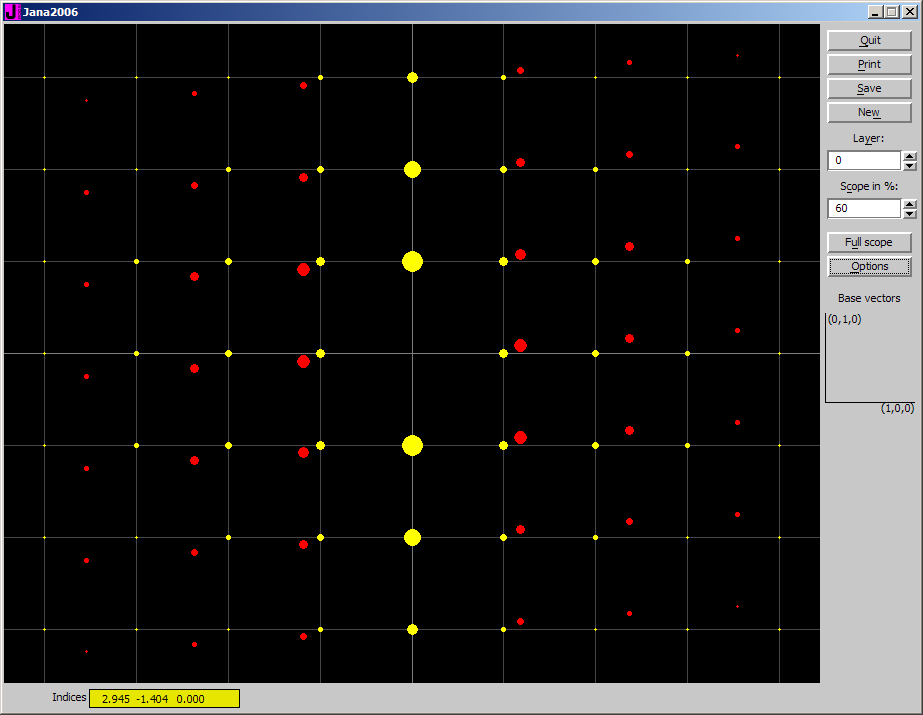 Jana2006
Quit
Print
Save
New
Layer:
0
Scope in %:
60
Full scope
Options
Base vectors
(0,1,0)
(1,0,0)
Indices 2.945 -1.404 0.000